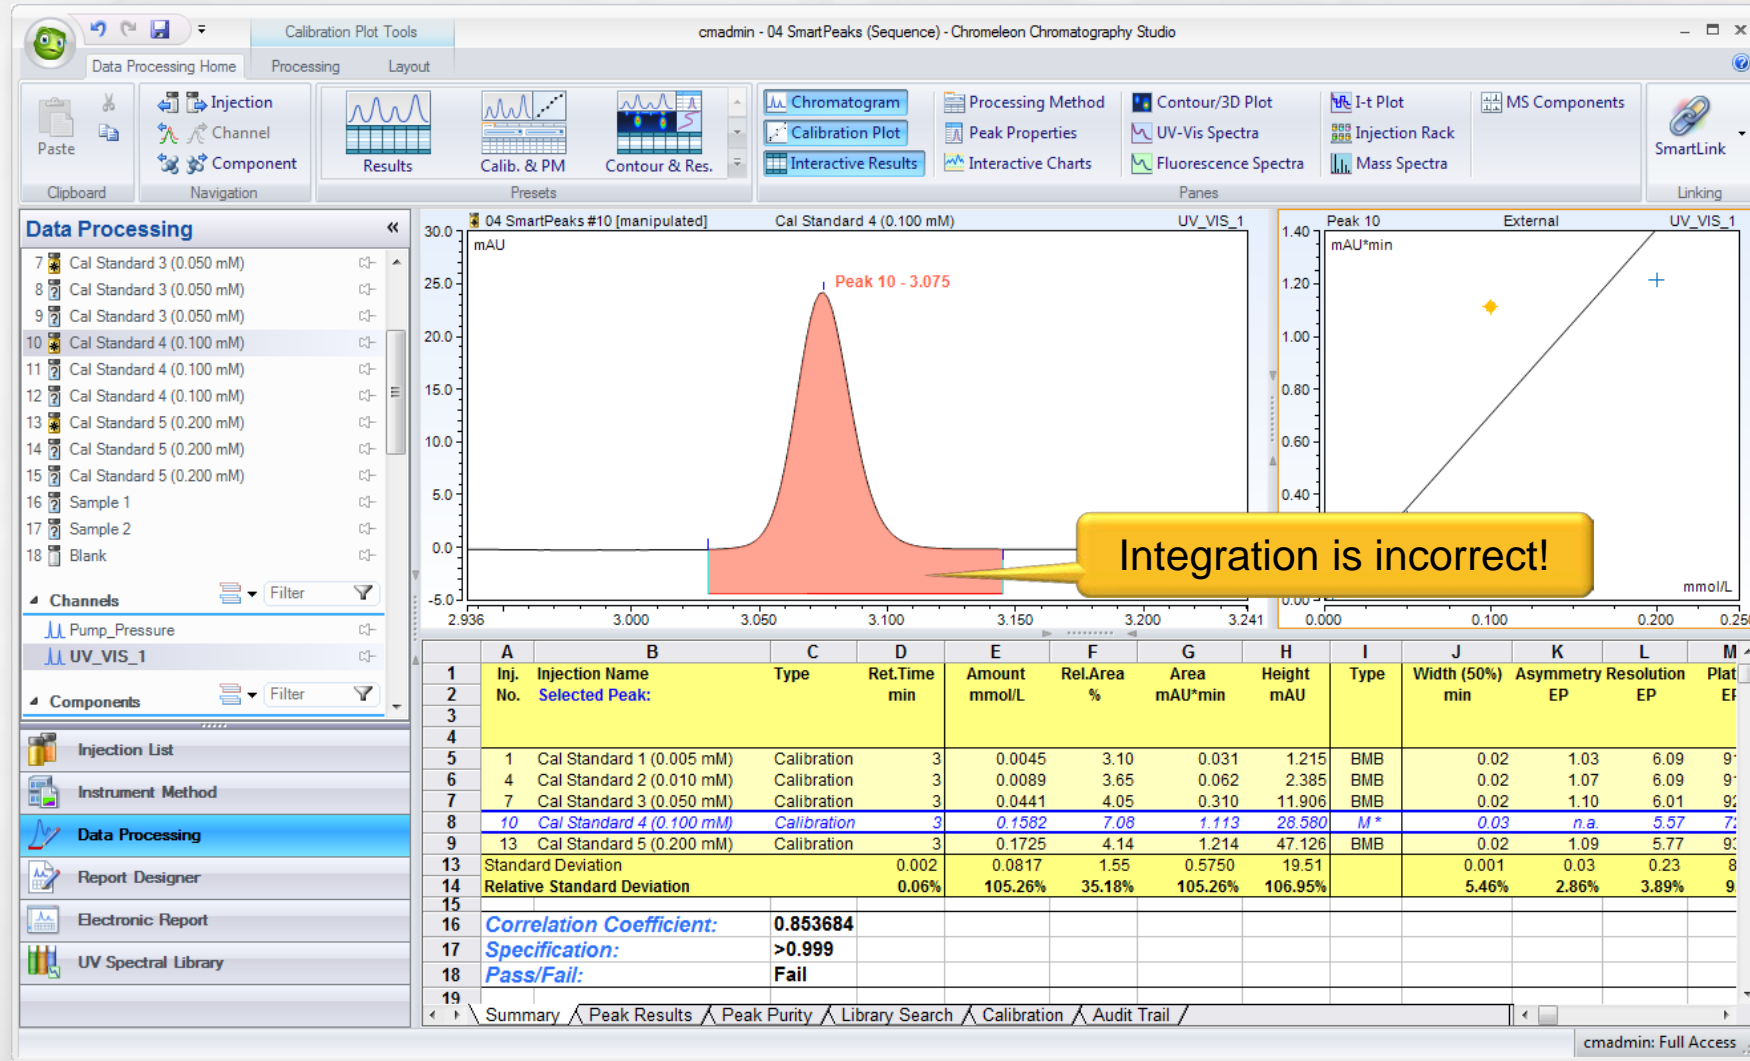 Calibration Plot Tools
cmadmin - 04 SmartPeaks (Sequence) - Chromeleon Chromatography Studio
Data Processing Home Processing Layout
Paste
Injection
Channel
Component
Results
Calib. & PM
Contour & Res.
Chromatogram Processing Method Contour/3D Plot I-t Plot MS Components
Calibration Plot Peak Properties UV-Vis Spectra Injection Rack
Interactive Results Interactive Charts Fluorescence Spectra Mass Spectra
SmartLink
Clipboard Navigation Presets Panes Linking
Data Processing «
7 Cal Standard 3 (0.050 mM)
8 Cal Standard 3 (0.050 mM)
9 Cal Standard 3 (0.050 mM)
10 Cal Standard 4 (0.100 mM)
11 Cal Standard 4 (0.100 mM)
12 Cal Standard 4 (0.100 mM)
13 Cal Standard 5 (0.200 mM)
14 Cal Standard 5 (0.200 mM)
15 Cal Standard 5 (0.200 mM)
16 Sample 1
17 Sample 2
18 Blank
Channels Filter
Pump_Pressure
UV_VIS_1
Components Filter
Injection List
Instrument Method
Data Processing
Report Designer
Electronic Report
UV Spectral Library
04 SmartPeaks #10 [manipulated] Cal Standard 4 (0.100 mM) UV_VIS_1
mAU
30.0
25.0
20.0
15.0
10.0
5.0
0.0
-5.0
Peak 10 - 3.075
2.936 3.000 3.050 3.100 3.150 3.200 3.241
Peak 10 External UV_VIS_1
mAU*min
1.40
1.20
1.00
0.80
0.60
0.40
0.00
mmol/L
0.000 0.100 0.200 0.250
Integration is incorrect!
A B C D E F G H I J K L M
1 Inj. Injection Name Type Ret.Time Amount Rel.Area Area Height Type Width (50%) Asymmetry Resolution Plat
2 No. Selected Peak: min mmol/L % mAU*min mAU min EP EP EP
3
4
5 1 Cal Standard 1 (0.005 mM) Calibration 3 0.0045 3.10 0.031 1.215 BMB 0.02 1.03 6.09 9
6 4 Cal Standard 2 (0.010 mM) Calibration 3 0.0089 3.65 0.062 2.385 BMB 0.02 1.07 6.09 9
7 7 Cal Standard 3 (0.050 mM) Calibration 3 0.0441 4.05 0.310 11.906 BMB 0.02 1.10 6.01 92
8 10 Cal Standard 4 (0.100 mM) Calibration 3 0.1582 7.08 1.113 28.580 M * 0.03 n.a. 5.57 72
9 13 Cal Standard 5 (0.200 mM) Calibration 3 0.1725 4.14 1.214 47.126 BMB 0.02 1.09 5.77 93
13 Standard Deviation 0.002 0.0817 1.55 0.5750 19.51 0.001 0.03 0.23 8
14 Relative Standard Deviation 0.06% 105.26% 35.18% 105.26% 106.95% 5.46% 2.86% 3.89% 9.
15
16 Correlation Coefficient: 0.853684
17 Specification: >0.999
18 Pass/Fail: Fail
19
Summary Peak Results Peak Purity Library Search Calibration Audit Trail
cmadmin: Full Access